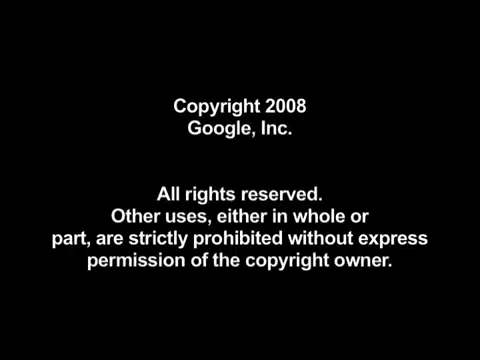 Copyright 2008
Google, Inc.
All rights reserved.
Other uses, either in whole or
part, are strictly prohibited without express
permission of the copyright owner.